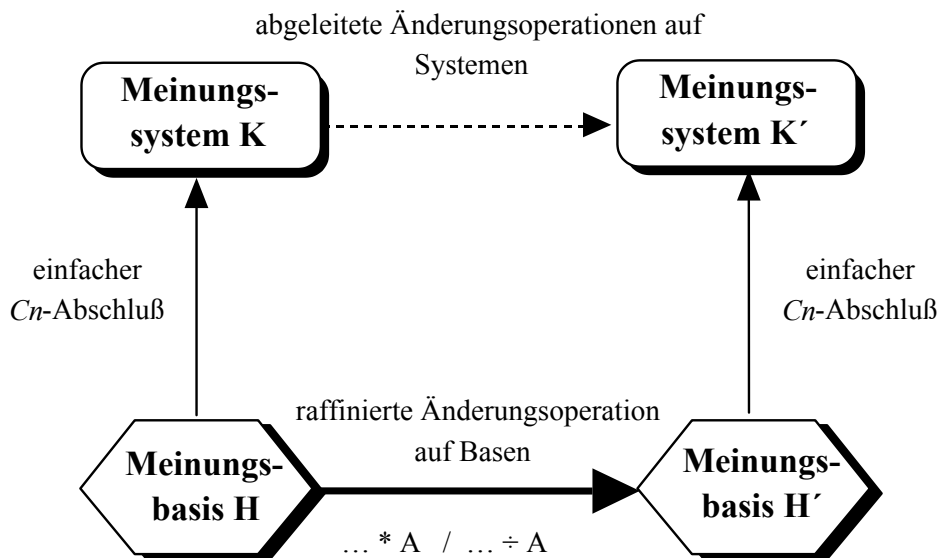 abgeleitete Änderungsoperationen auf
Systemen
Meinungs-
system K
Meinungs-
system K´
einfacher
Cn-Abschluß
einfacher
Cn-Abschluß
raffinierte Änderungsoperation
auf Basen
Meinungs-
basis H
Meinungs-
basis H´
… * A / … ÷ A